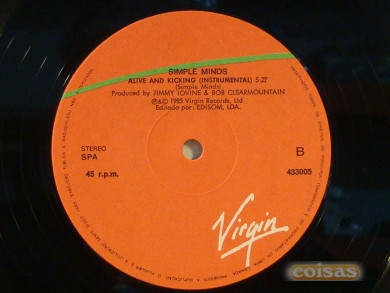 SIMPLE MINDS
ALIVE AND KICKING (INSTRUMENTAL) 5:27
(Simple Minds)
Produced by JIMMY IOVINE & BOB CLEARMOUNTAIN
℗&© 1985 Virgin Records, Ltd
Editado por: EDISOM, LDA.
STEREO
SPA
B
45 r.p.m.
433005
Virgin
coisas